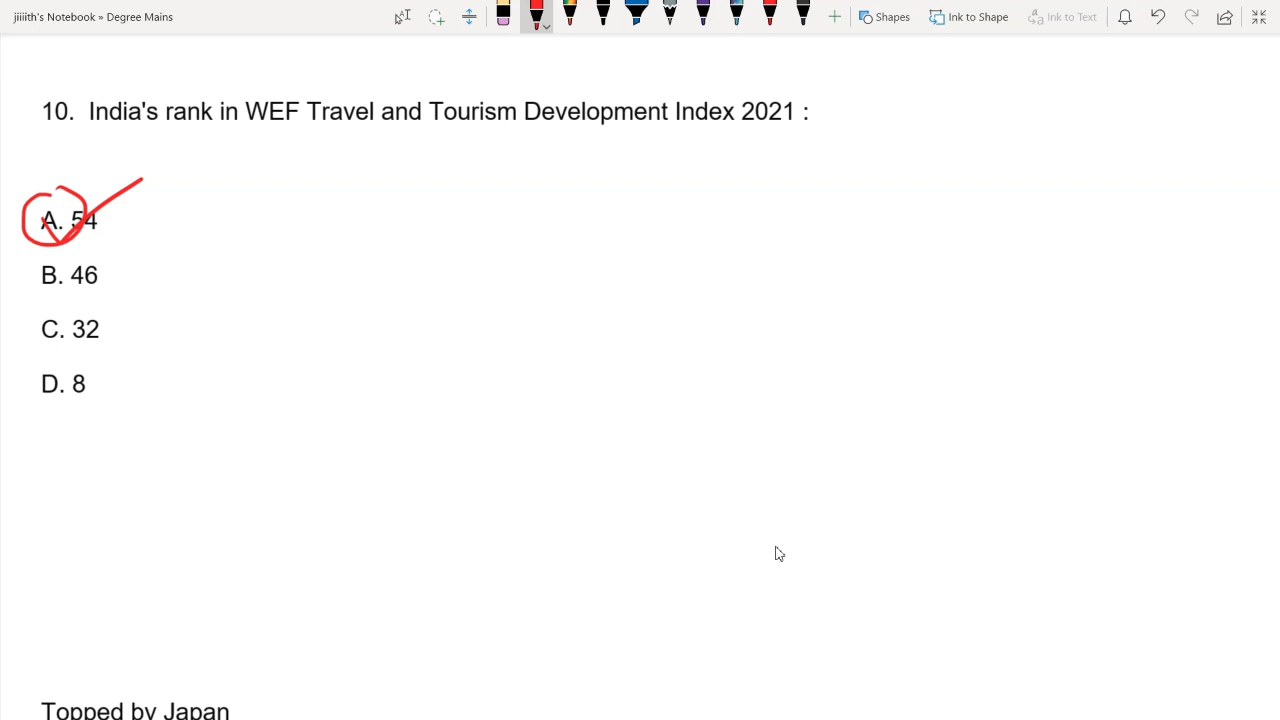 jiiiith's Notebook » Degree Mains
Shapes
Ink to Shape
Ink to Text
10. India's rank in WEF Travel and Tourism Development Index 2021 :
A. 54
B. 46
C. 32
D. 8
Topped by Japan